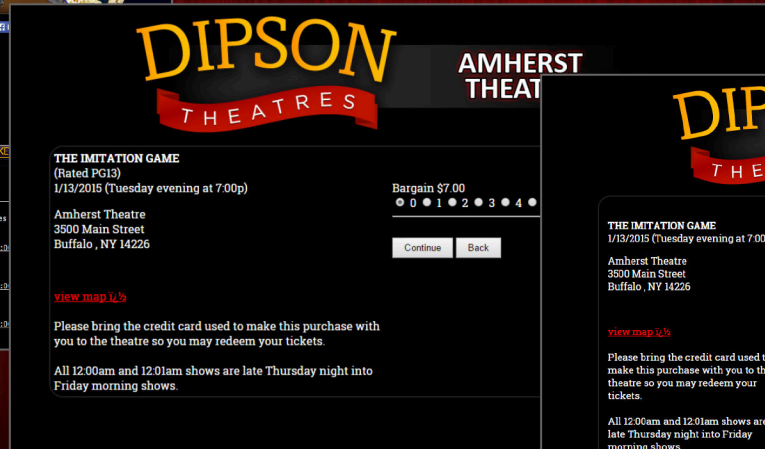 DIPSON
THEATRES
AMHERST
THEAT
THE IMITATION GAME
(Rated PG13)
1/13/2015 (Tuesday evening at 7:00p)
Amherst Theatre
3500 Main Street
Buffalo , NY 14226
view map ï¿½
Please bring the credit card used to make this purchase with
you to the theatre so you may redeem your tickets.
All 12:00am and 12:01am shows are late Thursday night into
Friday morning shows.
Bargain $7.00
0 1 2 3 4
Continue Back
DIP
THE
THE IMITATION GAME
1/13/2015 (Tuesday evening at 7:00
Amherst Theatre
3500 Main Street
Buffalo , NY 14226
view map ï¿½
Please bring the credit card used t
make this purchase with you to th
theatre so you may redeem your
tickets.
All 12:00am and 12:01am shows are
late Thursday night into Friday
morning shows.